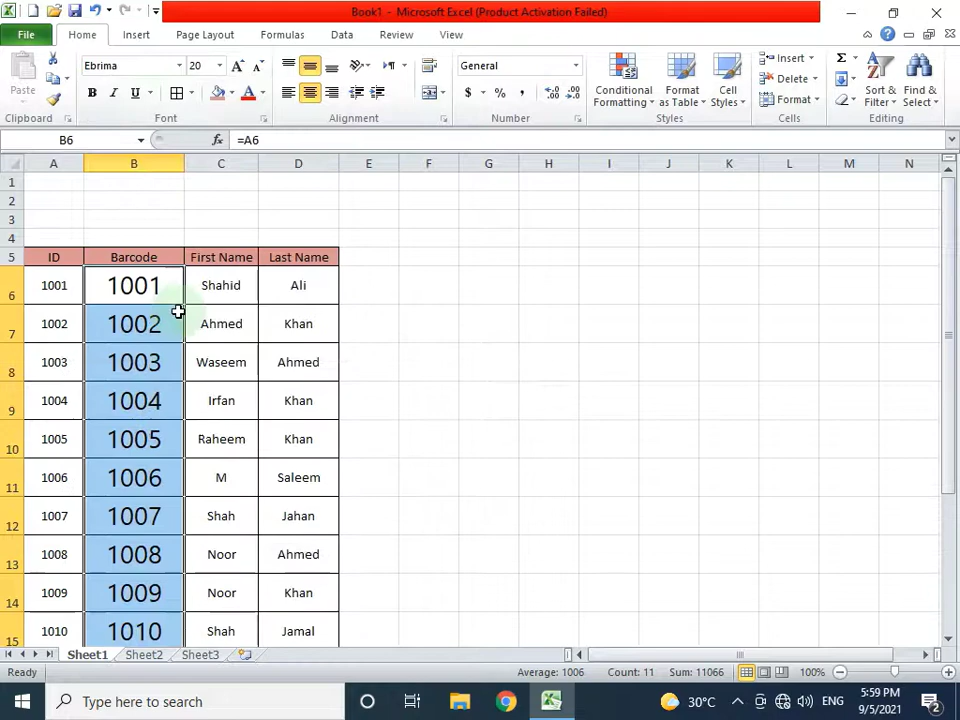 Book1 - Microsoft Excel (Product Activation Failed)
File Home Insert Page Layout Formulas Data Review View
Ebrima 20 General
Paste B I U $ % Conditional Formatting Format as Table Cell Styles Insert Delete Format Σ Sort & Filter Find & Select
Clipboard Font Alignment Number Styles Cells Editing
B6 fx =A6
A B C D E F G H I J K L M N
1
2
3
4
5 ID Barcode First Name Last Name
6 1001 1001 Shahid Ali
7 1002 1002 Ahmed Khan
8 1003 1003 Waseem Ahmed
9 1004 1004 Irfan Khan
10 1005 1005 Raheem Khan
11 1006 1006 M Saleem
12 1007 1007 Shah Jahan
13 1008 1008 Noor Ahmed
14 1009 1009 Noor Khan
15 1010 1010 Shah Jamal
Sheet1 Sheet2 Sheet3
Ready Average: 1006 Count: 11 Sum: 11066 100%
Type here to search 30°C ENG 5:59 PM
9/5/2021 2